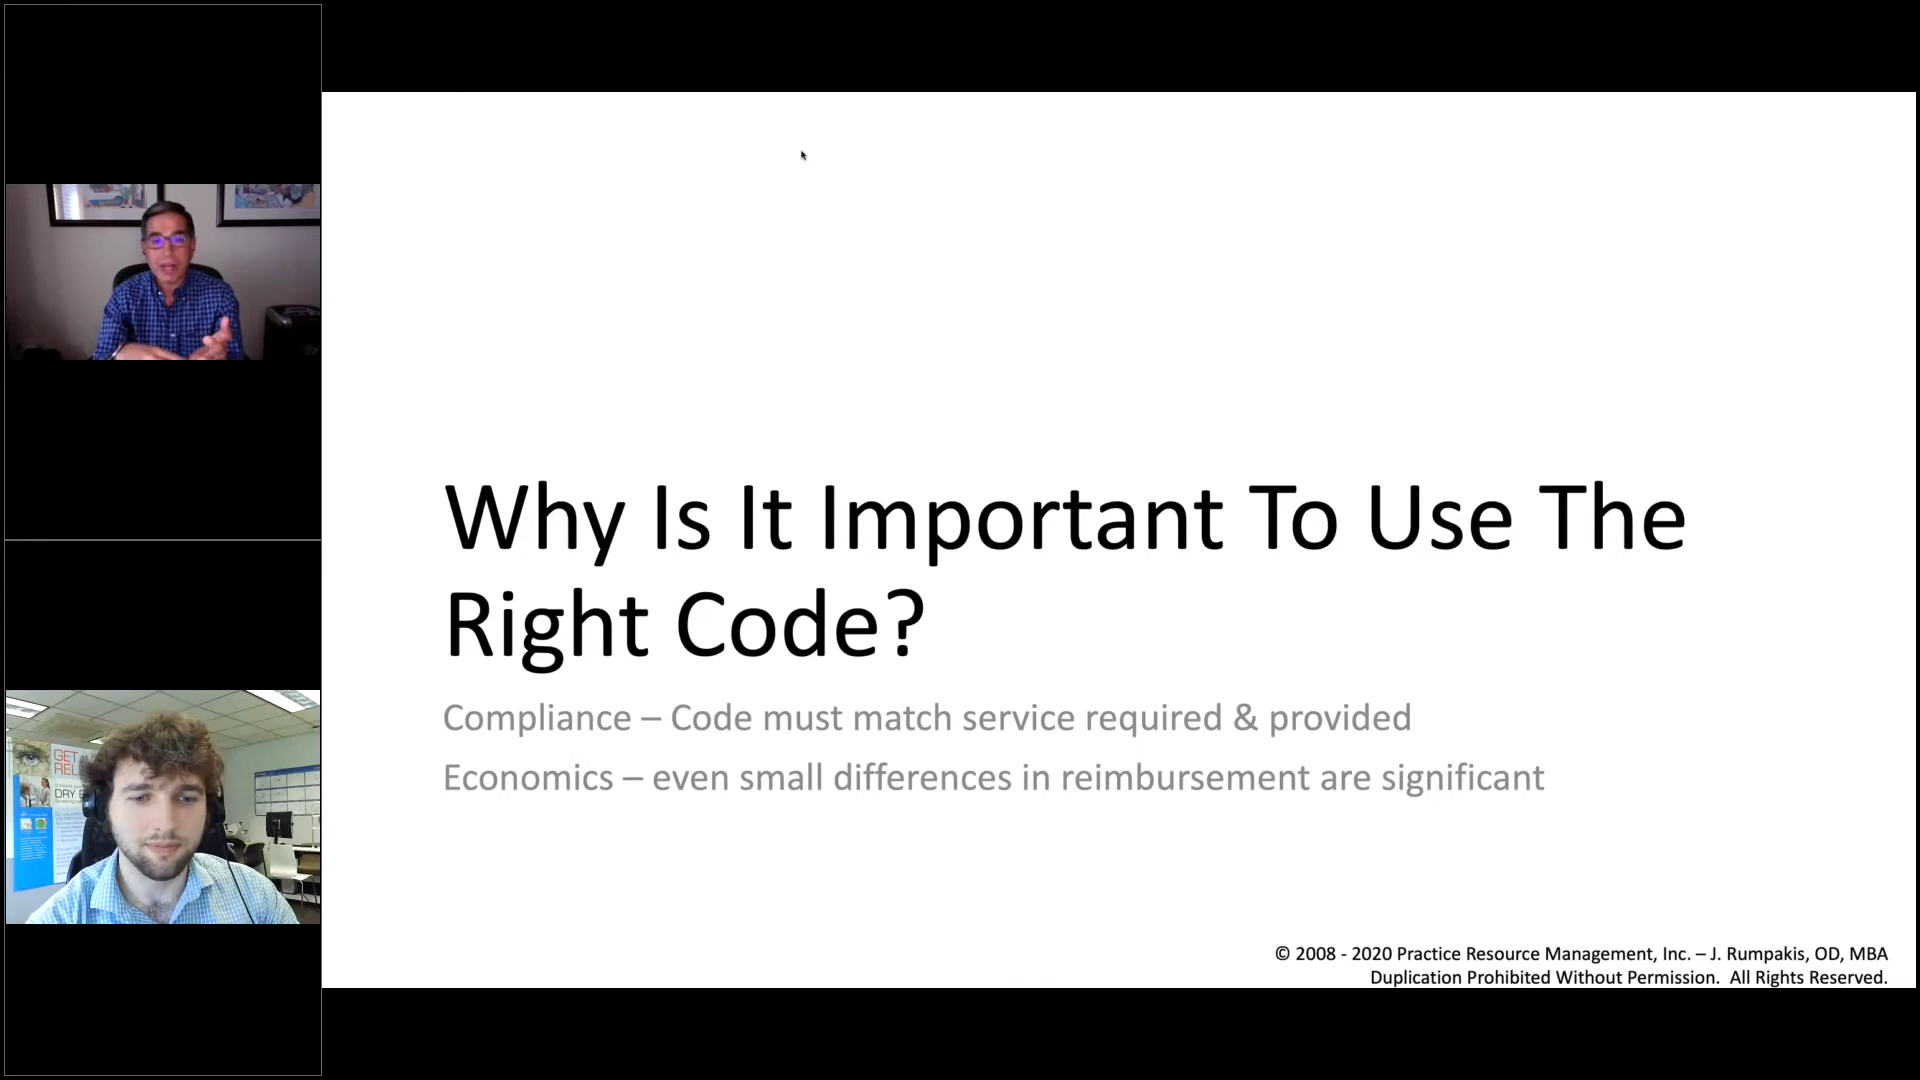 Why Is It Important To Use The
Right Code?
Compliance – Code must match service required & provided
Economics – even small differences in reimbursement are significant
© 2008 - 2020 Practice Resource Management, Inc. – J. Rumpakis, OD, MBA
Duplication Prohibited Without Permission. All Rights Reserved.
GET
DRY